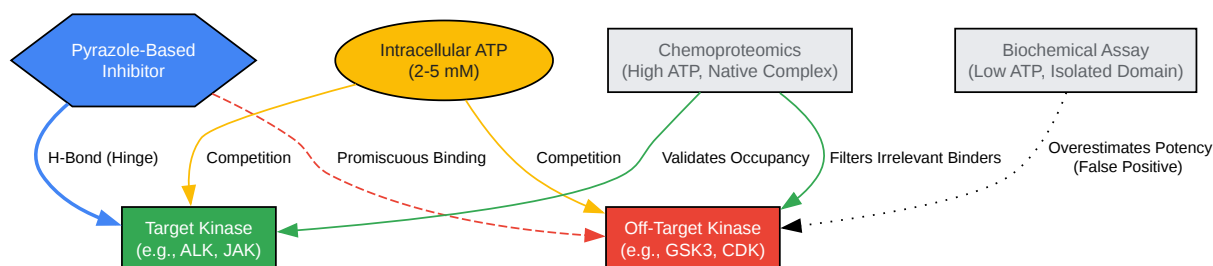 Pyrazole-Based
Inhibitor
Intracellular ATP
(2-5 mM)
Chemoproteomics
(High ATP, Native Complex)
Biochemical Assay
(Low ATP, Isolated Domain)
H-Bond (Hinge)
Competition
Promiscuous Binding
Competition
Validates Occupancy
Filters Irrelevant Binders
Overestimates Potency
(False Positive)
Target Kinase
(e.g., ALK, JAK)
Off-Target Kinase
(e.g., GSK3, CDK)